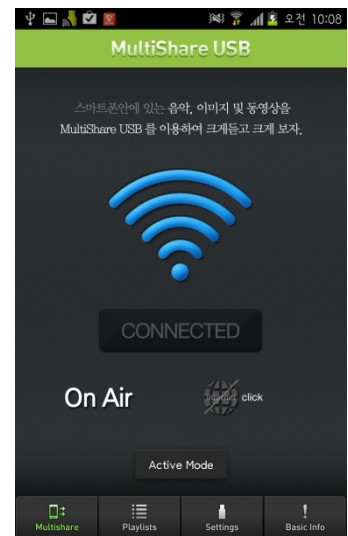 오전 10:08
MultiShare USB
스마트폰안에 있는 음악, 이미지 및 동영상을
MultiShare USB 를 이용하여 크게듣고 크게 보자.
CONNECTED
On Air
Internet click
Active Mode
Multishare Playlists Settings Basic Info